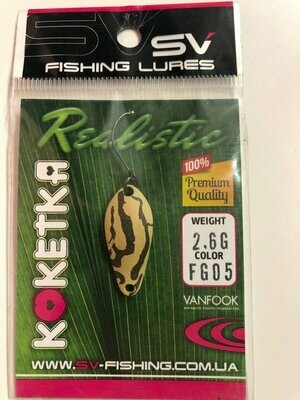 SV SV
FISHING LURES
Realistic
100%
Premium
Quality
KOKETKA
WEIGHT
2.6G
COLOR
FG05
VANFOOK
WWW.SV-FISHING.COM.UA